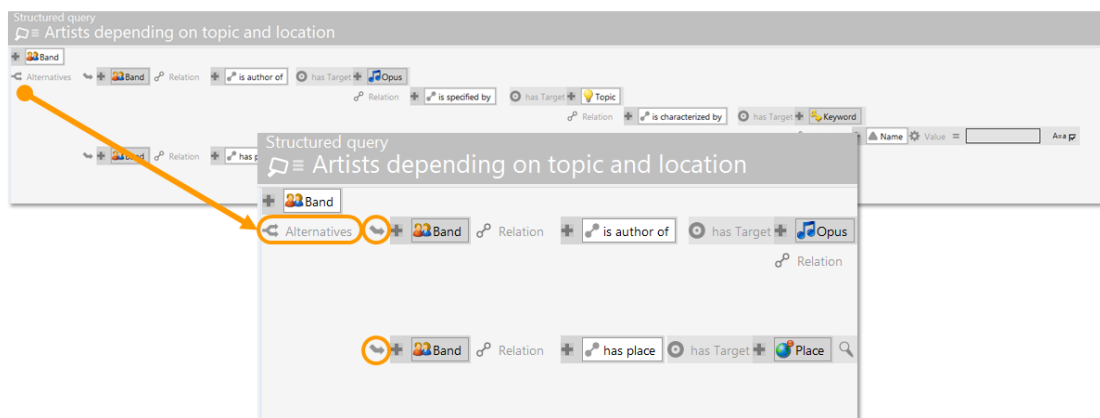 Structured query
Artists depending on topic and location
Band
Alternatives Band Relation is author of has Target Opus
Relation is specified by has Target Topic
Relation is characterized by has Target Keyword
Name Value =
Band Relation has p
Structured query
Artists depending on topic and location
Band
Alternatives Band Relation is author of has Target Opus
Relation
Band Relation has place has Target Place